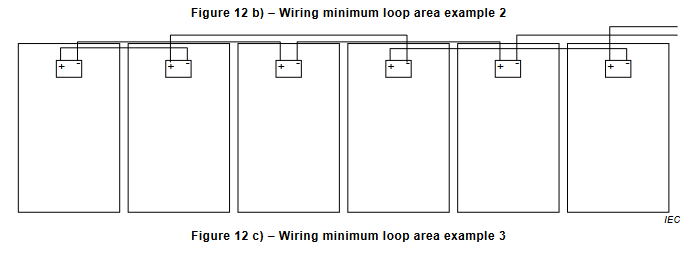 Figure 12 b) – Wiring minimum loop area example 2
+ - + - + - + - + - + -
IEC
Figure 12 c) – Wiring minimum loop area example 3